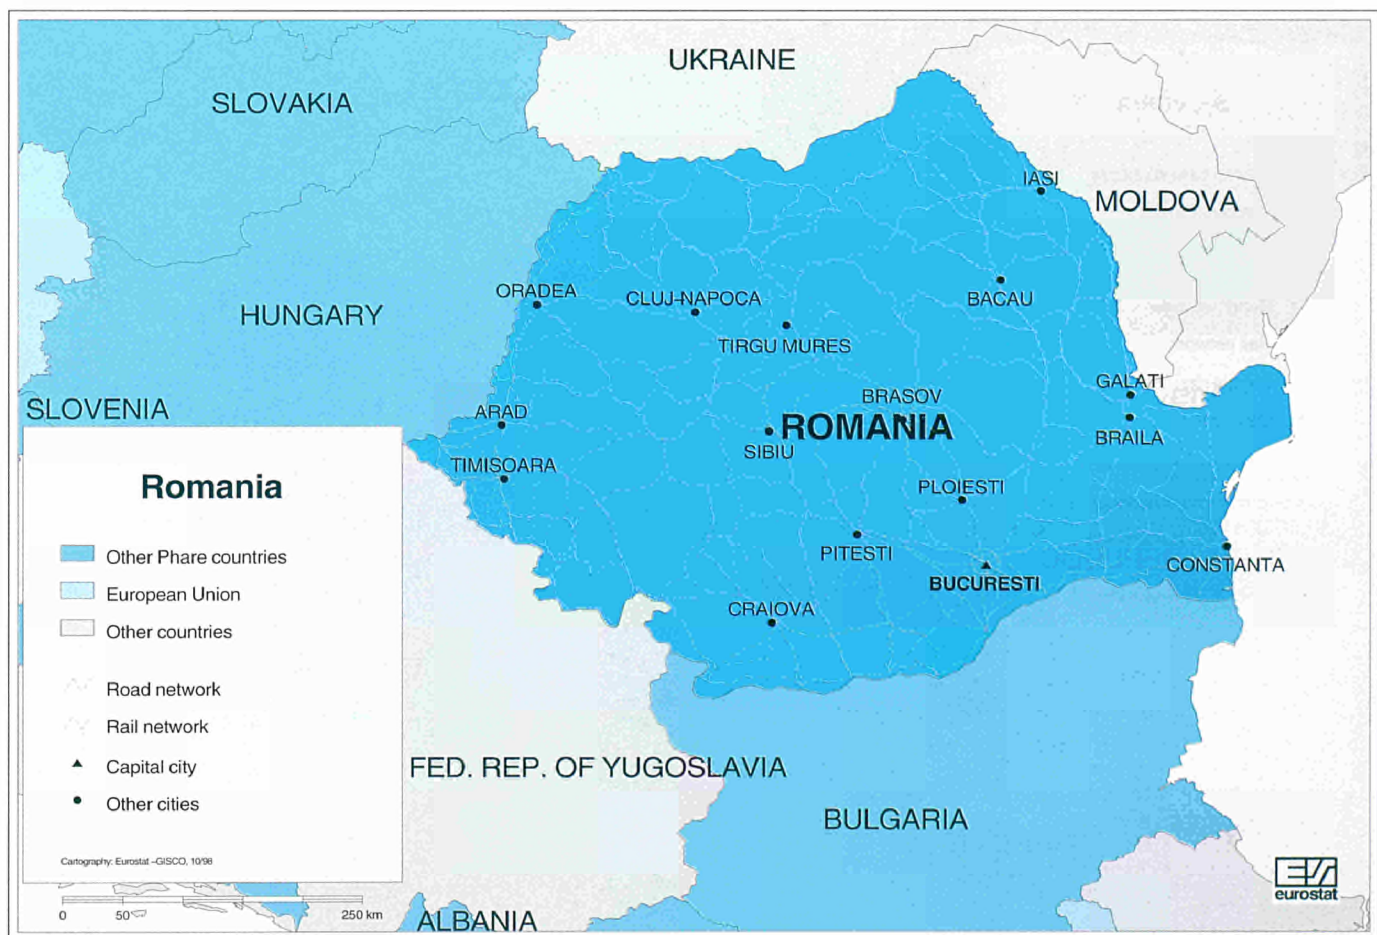 UKRAINE
SLOVAKIA
IASI
MOLDOVA
ORADEA
CLUJ-NAPOCA
BACAU
HUNGARY
TIRGU MURES
GALATI
BRASOV
SLOVENIA
ARAD
ROMANIA
BRAILA
SIBIU
TIMISOARA
PLOIESTI
PITESTI
CONSTANTA
BUCURESTI
CRAIOVA
FED. REP. OF YUGOSLAVIA
BULGARIA
ALBANIA
Romania
Other Phare countries
European Union
Other countries
Road network
Rail network
Capital city
Other cities
Cartography: Eurostat –GISCO, 10/98
0 50 250 km
eurostat